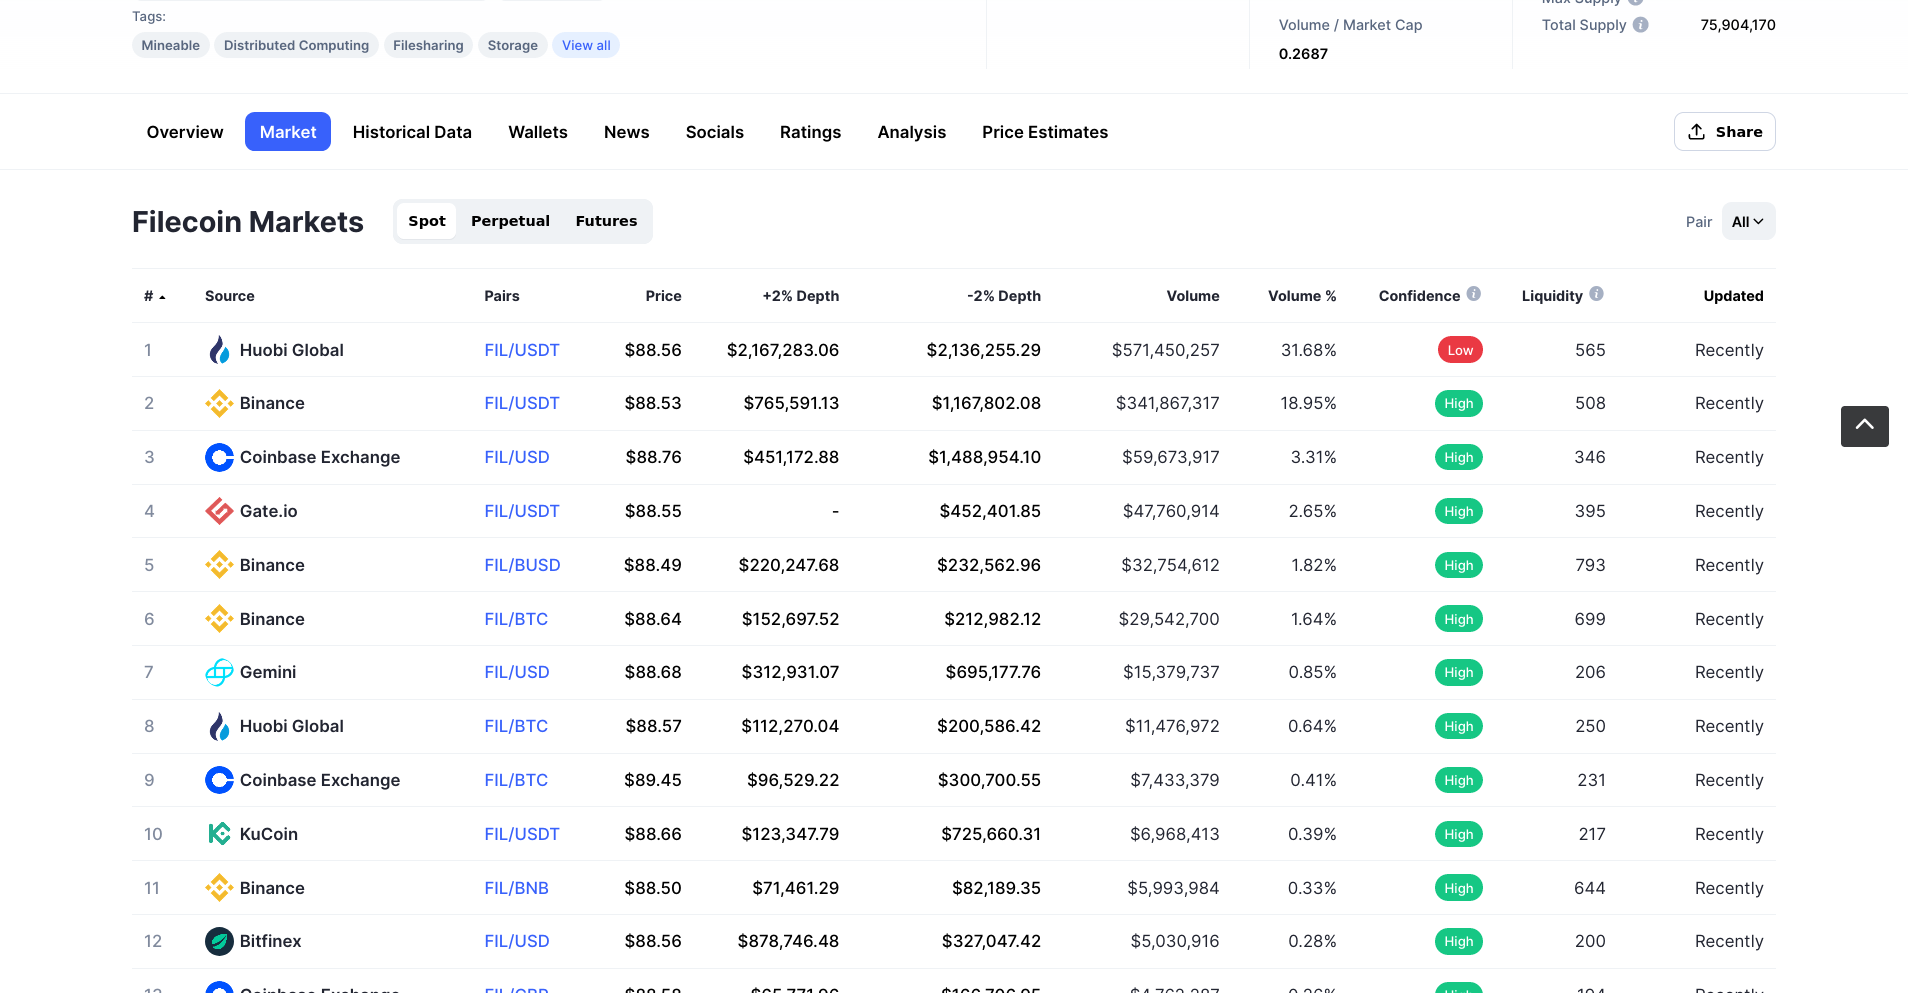 Tags:
Mineable Distributed Computing Filesharing Storage View all
Volume / Market Cap
0.2687
Max Supply
Total Supply 75,904,170
Overview Market Historical Data Wallets News Socials Ratings Analysis Price Estimates Share
Filecoin Markets Spot Perpetual Futures Pair All
# Source Pairs Price +2% Depth -2% Depth Volume Volume % Confidence Liquidity Updated
1 Huobi Global FIL/USDT $88.56 $2,167,283.06 $2,136,255.29 $571,450,257 31.68% Low 565 Recently
2 Binance FIL/USDT $88.53 $765,591.13 $1,167,802.08 $341,867,317 18.95% High 508 Recently
3 Coinbase Exchange FIL/USD $88.76 $451,172.88 $1,488,954.10 $59,673,917 3.31% High 346 Recently
4 Gate.io FIL/USDT $88.55 - $452,401.85 $47,760,914 2.65% High 395 Recently
5 Binance FIL/BUSD $88.49 $220,247.68 $232,562.96 $32,754,612 1.82% High 793 Recently
6 Binance FIL/BTC $88.64 $152,697.52 $212,982.12 $29,542,700 1.64% High 699 Recently
7 Gemini FIL/USD $88.68 $312,931.07 $695,177.76 $15,379,737 0.85% High 206 Recently
8 Huobi Global FIL/BTC $88.57 $112,270.04 $200,586.42 $11,476,972 0.64% High 250 Recently
9 Coinbase Exchange FIL/BTC $89.45 $96,529.22 $300,700.55 $7,433,379 0.41% High 231 Recently
10 KuCoin FIL/USDT $88.66 $123,347.79 $725,660.31 $6,968,413 0.39% High 217 Recently
11 Binance FIL/BNB $88.50 $71,461.29 $82,189.35 $5,993,984 0.33% High 644 Recently
12 Bitfinex FIL/USD $88.56 $878,746.48 $327,047.42 $5,030,916 0.28% High 200 Recently
13 Coinbase Exchange FIL/GBP High Recently